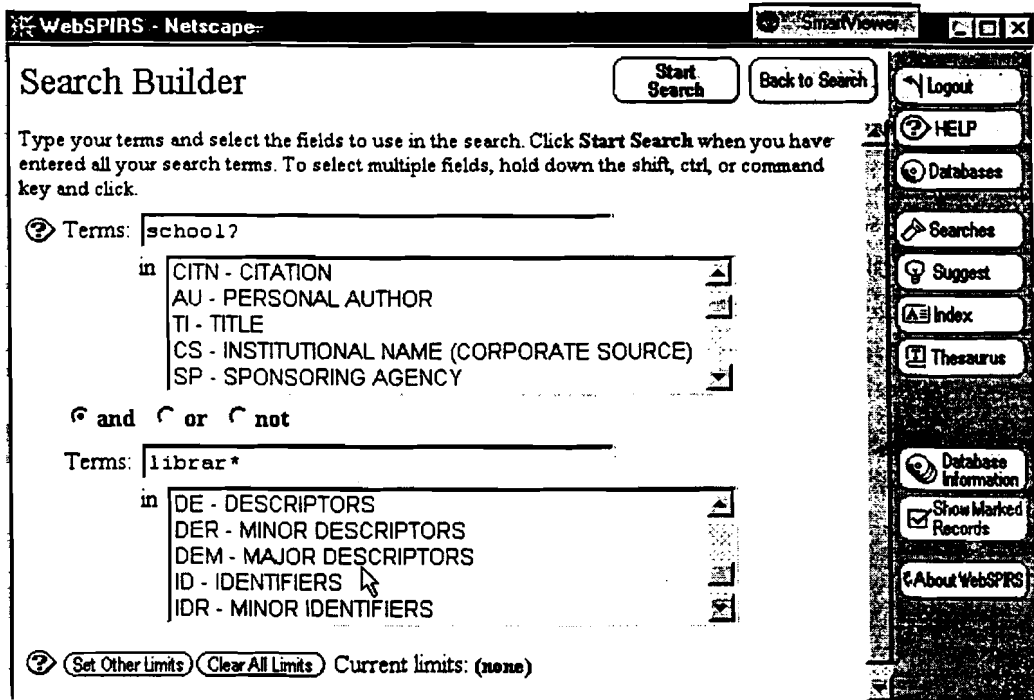 WebSPIRS - Netscape
SmartViewer
Search Builder
Start Search
Back to Search
Type your terms and select the fields to use in the search. Click Start Search when you have
entered all your search terms. To select multiple fields, hold down the shift, ctrl, or command
key and click.
Terms: school?
in
CITN - CITATION
AU - PERSONAL AUTHOR
TI - TITLE
CS - INSTITUTIONAL NAME (CORPORATE SOURCE)
SP - SPONSORING AGENCY
and or not
Terms: librar*
in
DE - DESCRIPTORS
DER - MINOR DESCRIPTORS
DEM - MAJOR DESCRIPTORS
ID - IDENTIFIERS
IDR - MINOR IDENTIFIERS
Set Other Limits Clear All Limits Current limits: (none)
Logout
HELP
Databases
Searches
Suggest
Index
Thesaurus
Database
Information
Show Marked
Records
About WebSPIRS